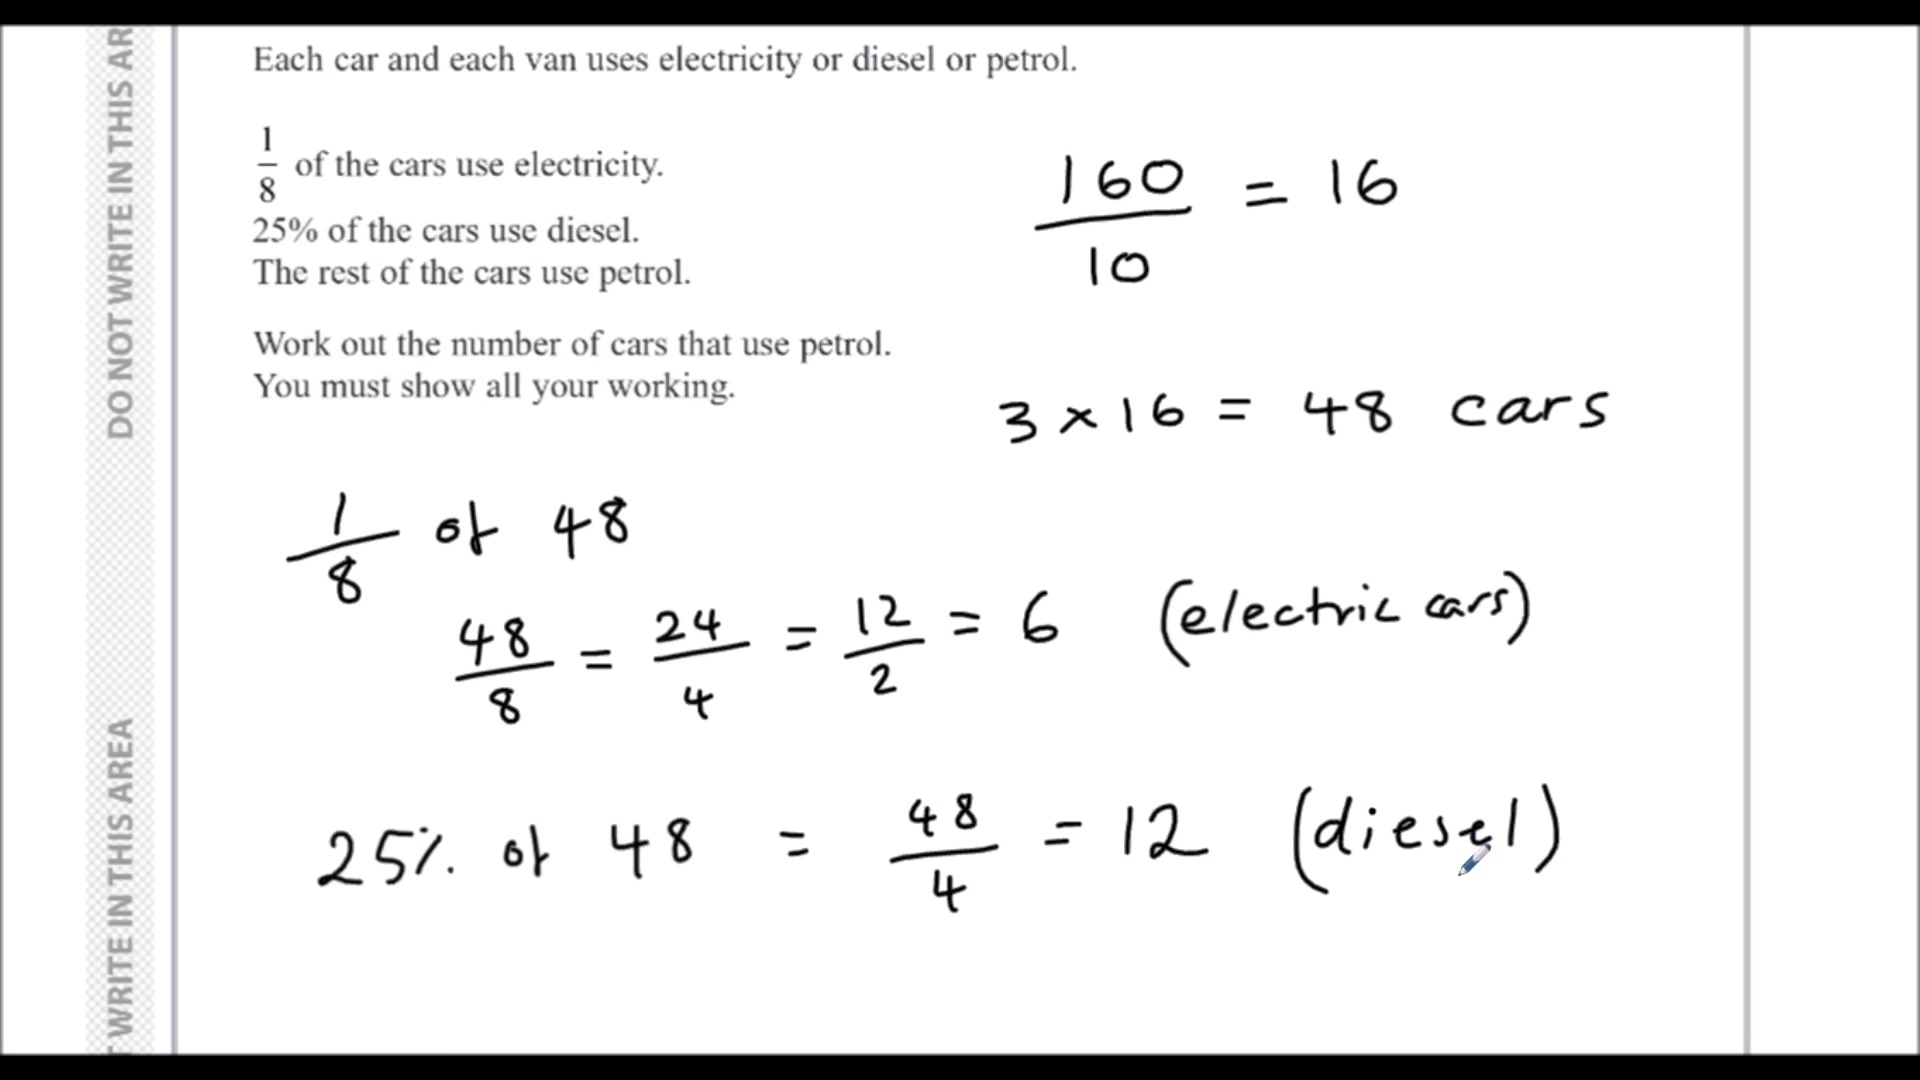 DO NOT WRITE IN THIS AR
T WRITE IN THIS AREA
Each car and each van uses electricity or diesel or petrol.
1/8 of the cars use electricity.
25% of the cars use diesel.
The rest of the cars use petrol.
Work out the number of cars that use petrol.
You must show all your working.
160/10 = 16
3 × 16 = 48 cars
1/8 of 48
48/8 = 24/4 = 12/2 = 6 (electric cars)
25% of 48 = 48/4 = 12 (diesel)